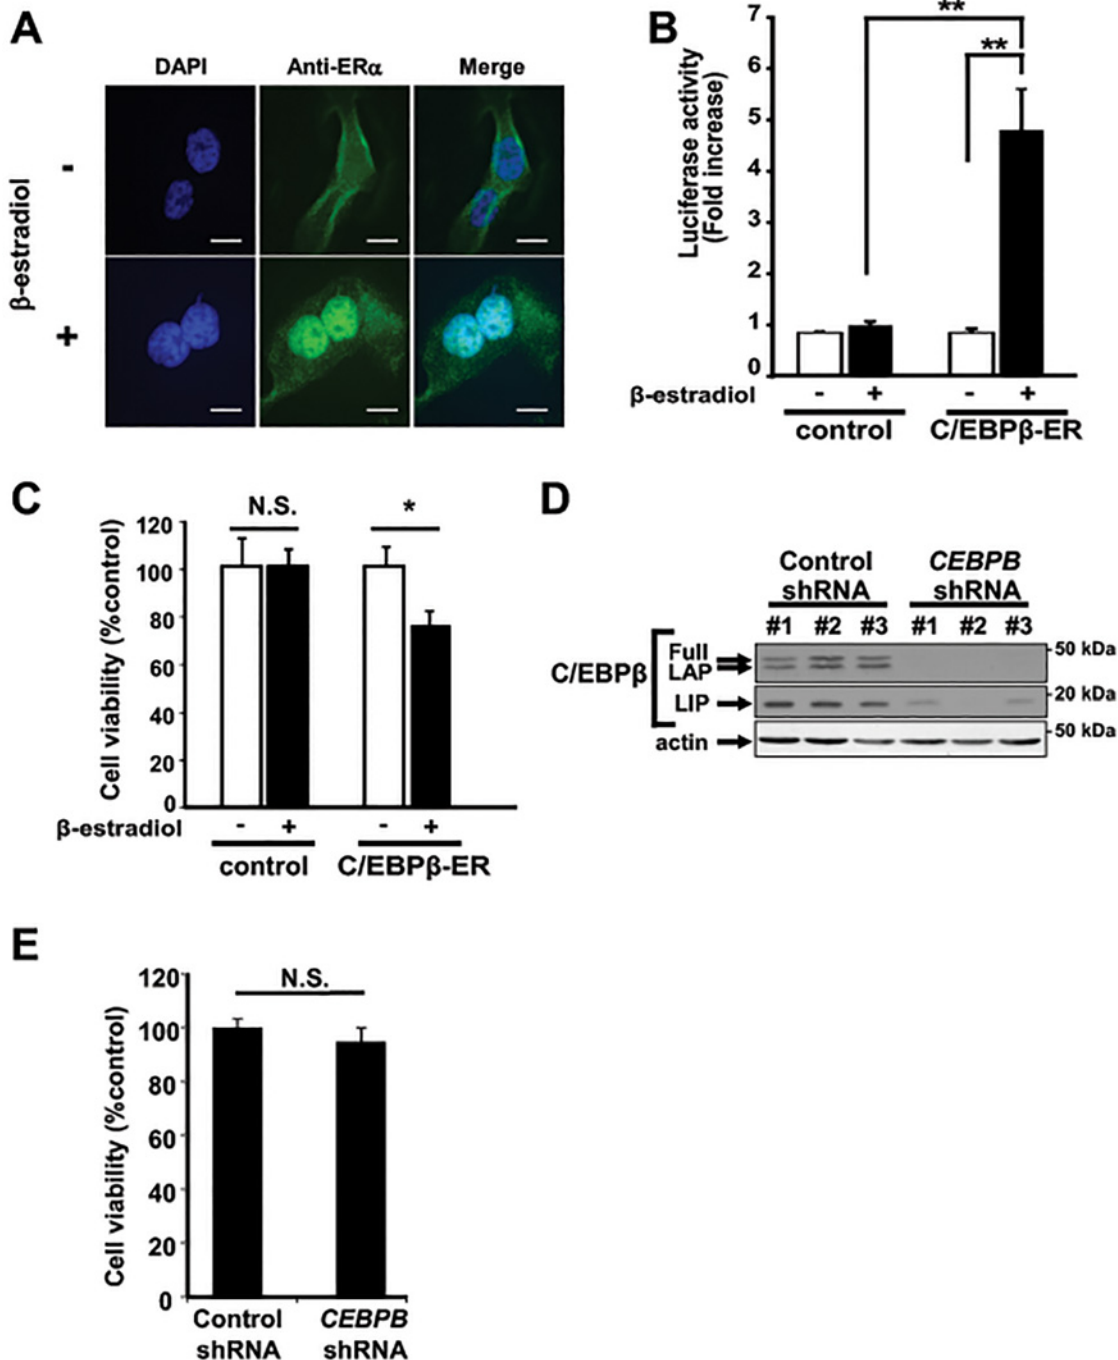 A
DAPI Anti-ERα Merge
β-estradiol
-
+
B
Luciferase activity
(Fold increase)
7
6
5
4
3
2
1
0
**
**
β-estradiol - + - +
control C/EBPβ-ER
C
Cell viability (%control)
120
100
80
60
40
20
0
N.S. *
β-estradiol - + - +
control C/EBPβ-ER
D
Control CEBPB
shRNA shRNA
#1 #2 #3 #1 #2 #3
C/EBPβ
Full
LAP
50 kDa
LIP
20 kDa
actin
50 kDa
E
Cell viability (%control)
120
100
80
60
40
20
0
N.S.
Control CEBPB
shRNA shRNA